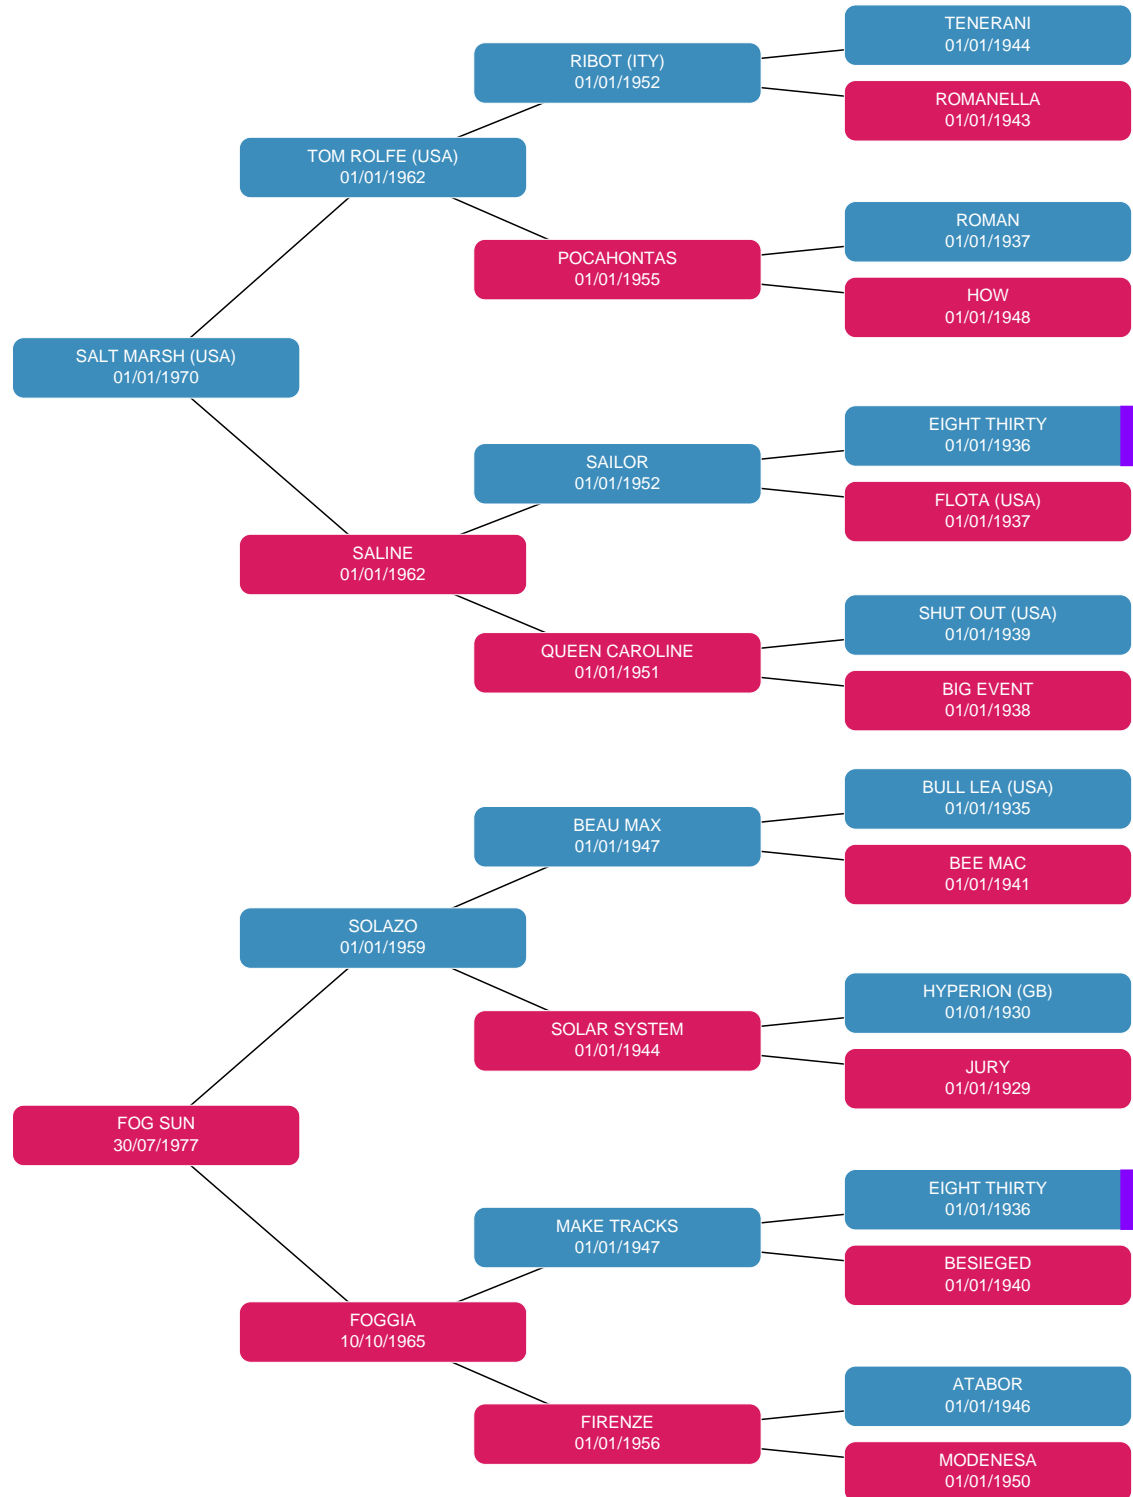 TENERANI
01/01/1944
RIBOT (ITY)
01/01/1952
ROMANELLA
01/01/1943
TOM ROLFE (USA)
01/01/1962
ROMAN
01/01/1937
POCAHONTAS
01/01/1955
HOW
01/01/1948
SALT MARSH (USA)
01/01/1970
EIGHT THIRTY
01/01/1936
SAILOR
01/01/1952
FLOTA (USA)
01/01/1937
SALINE
01/01/1962
SHUT OUT (USA)
01/01/1939
QUEEN CAROLINE
01/01/1951
BIG EVENT
01/01/1938
BULL LEA (USA)
01/01/1935
BEAU MAX
01/01/1947
BEE MAC
01/01/1941
SOLAZO
01/01/1959
HYPERION (GB)
01/01/1930
SOLAR SYSTEM
01/01/1944
JURY
01/01/1929
FOG SUN
30/07/1977
EIGHT THIRTY
01/01/1936
MAKE TRACKS
01/01/1947
BESIEGED
01/01/1940
FOGGIA
10/10/1965
ATABOR
01/01/1946
FIRENZE
01/01/1956
MODENESA
01/01/1950